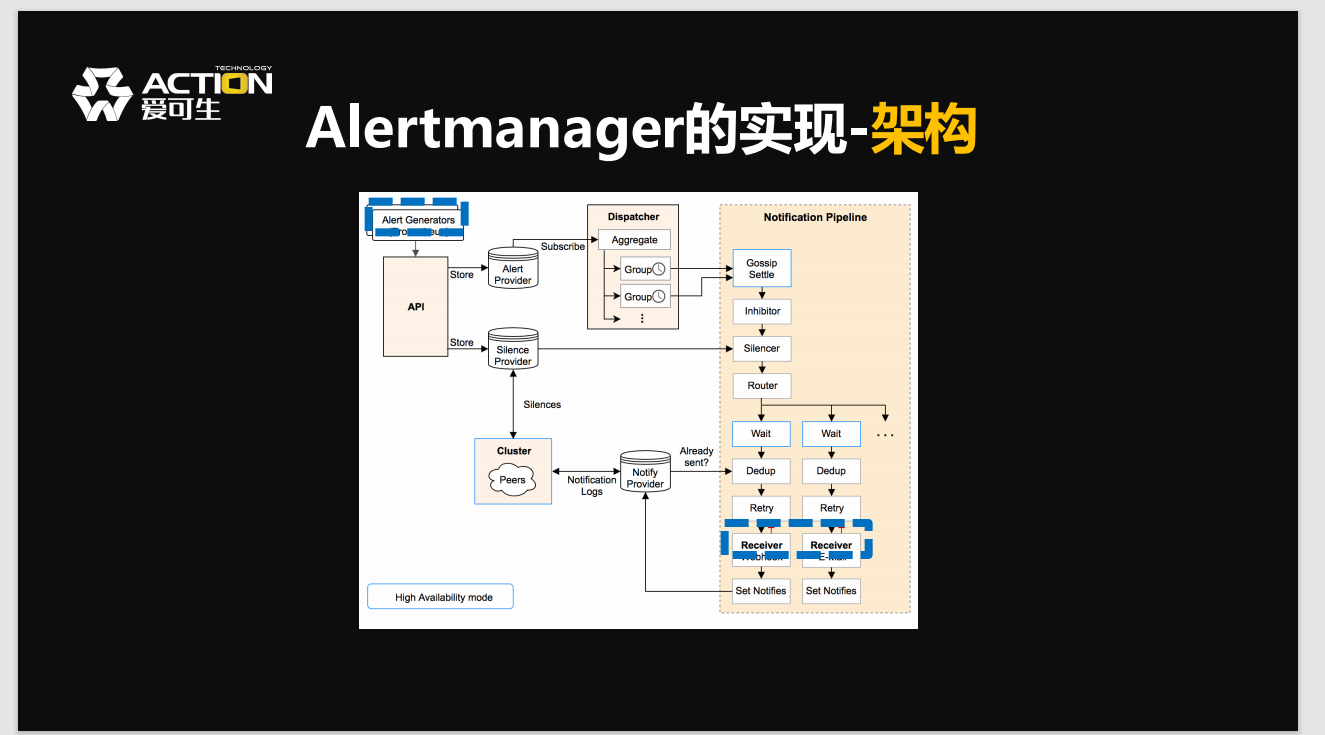 TECHNOLOGY
ACTION
爱可生
Alertmanager的实现-架构
Alert Generators
Dispatcher
Notification Pipeline
Aggregate
Subscribe
Group
Group
Store
Alert
Provider
API
Gossip
Settle
Inhibitor
Store
Silence
Provider
Silencer
Router
Silences
Wait
Wait
...
Cluster
Peers
Notification
Logs
Notify
Provider
Already
sent?
Dedup
Dedup
Retry
Retry
Receiver
Receiver
Set Notifies
Set Notifies
High Availability mode